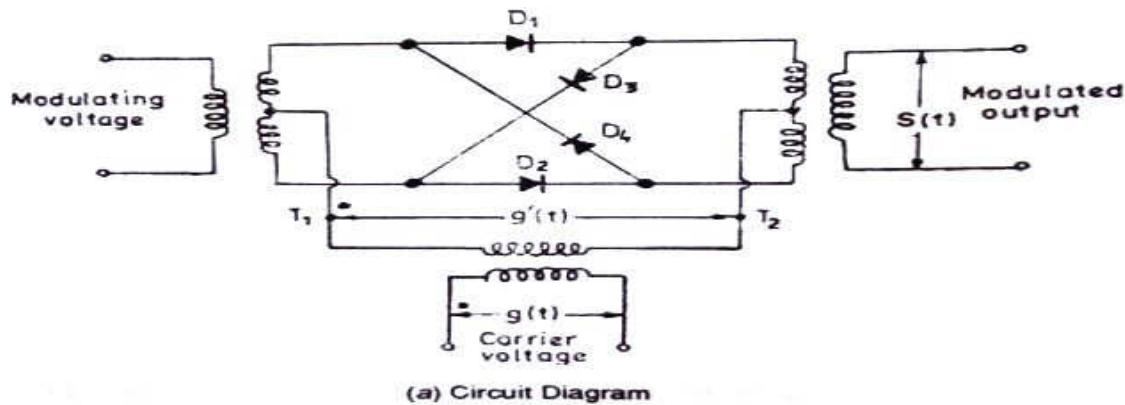 D1
D3
Modulating
voltage
D4
S(t)
Modulated
output
D2
T1
g'(t)
T2
g(t)
Carrier
voltage
(a) Circuit Diagram